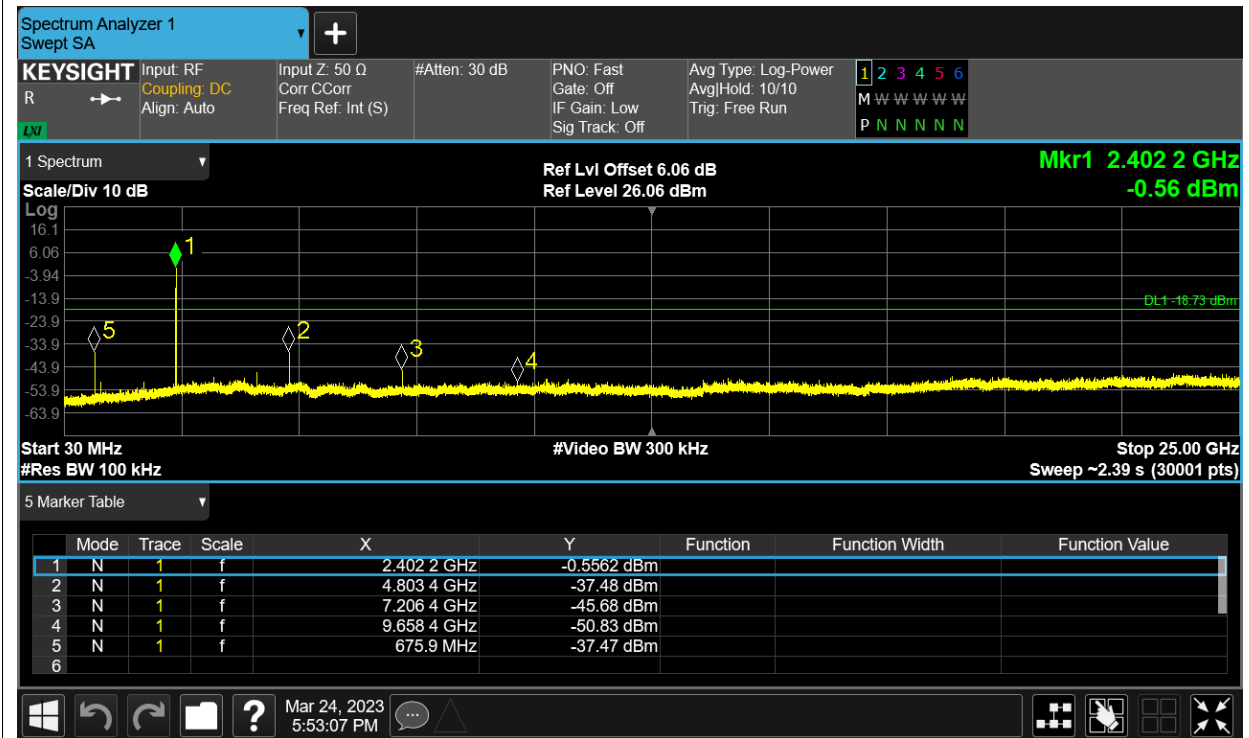 Spectrum Analyzer 1
Swept SA
+
KEYSIGHT
R
LXI
Input: RF
Coupling: DC
Align: Auto
Input Z: 50 Ω
Corr CCorr
Freq Ref: Int (S)
#Atten: 30 dB
PNO: Fast
Gate: Off
IF Gain: Low
Sig Track: Off
Avg Type: Log-Power
Avg|Hold: 10/10
Trig: Free Run
1 2 3 4 5 6
M W W W W W
P N N N N N
1 Spectrum
Scale/Div 10 dB
Ref Lvl Offset 6.06 dB
Ref Level 26.06 dBm
Mkr1 2.402 2 GHz
-0.56 dBm
Log
16.1
6.06
-3.94
-13.9
-23.9
-33.9
-43.9
-53.9
-63.9
1
DL1 -18.73 dBm
5
2
3
4
Start 30 MHz
#Video BW 300 kHz
Stop 25.00 GHz
#Res BW 100 kHz
Sweep ~2.39 s (30001 pts)
5 Marker Table
Mode Trace Scale X Y Function Function Width Function Value
1 N 1 f 2.402 2 GHz -0.5562 dBm
2 N 1 f 4.803 4 GHz -37.48 dBm
3 N 1 f 7.206 4 GHz -45.68 dBm
4 N 1 f 9.658 4 GHz -50.83 dBm
5 N 1 f 675.9 MHz -37.47 dBm
6
?
Mar 24, 2023
5:53:07 PM